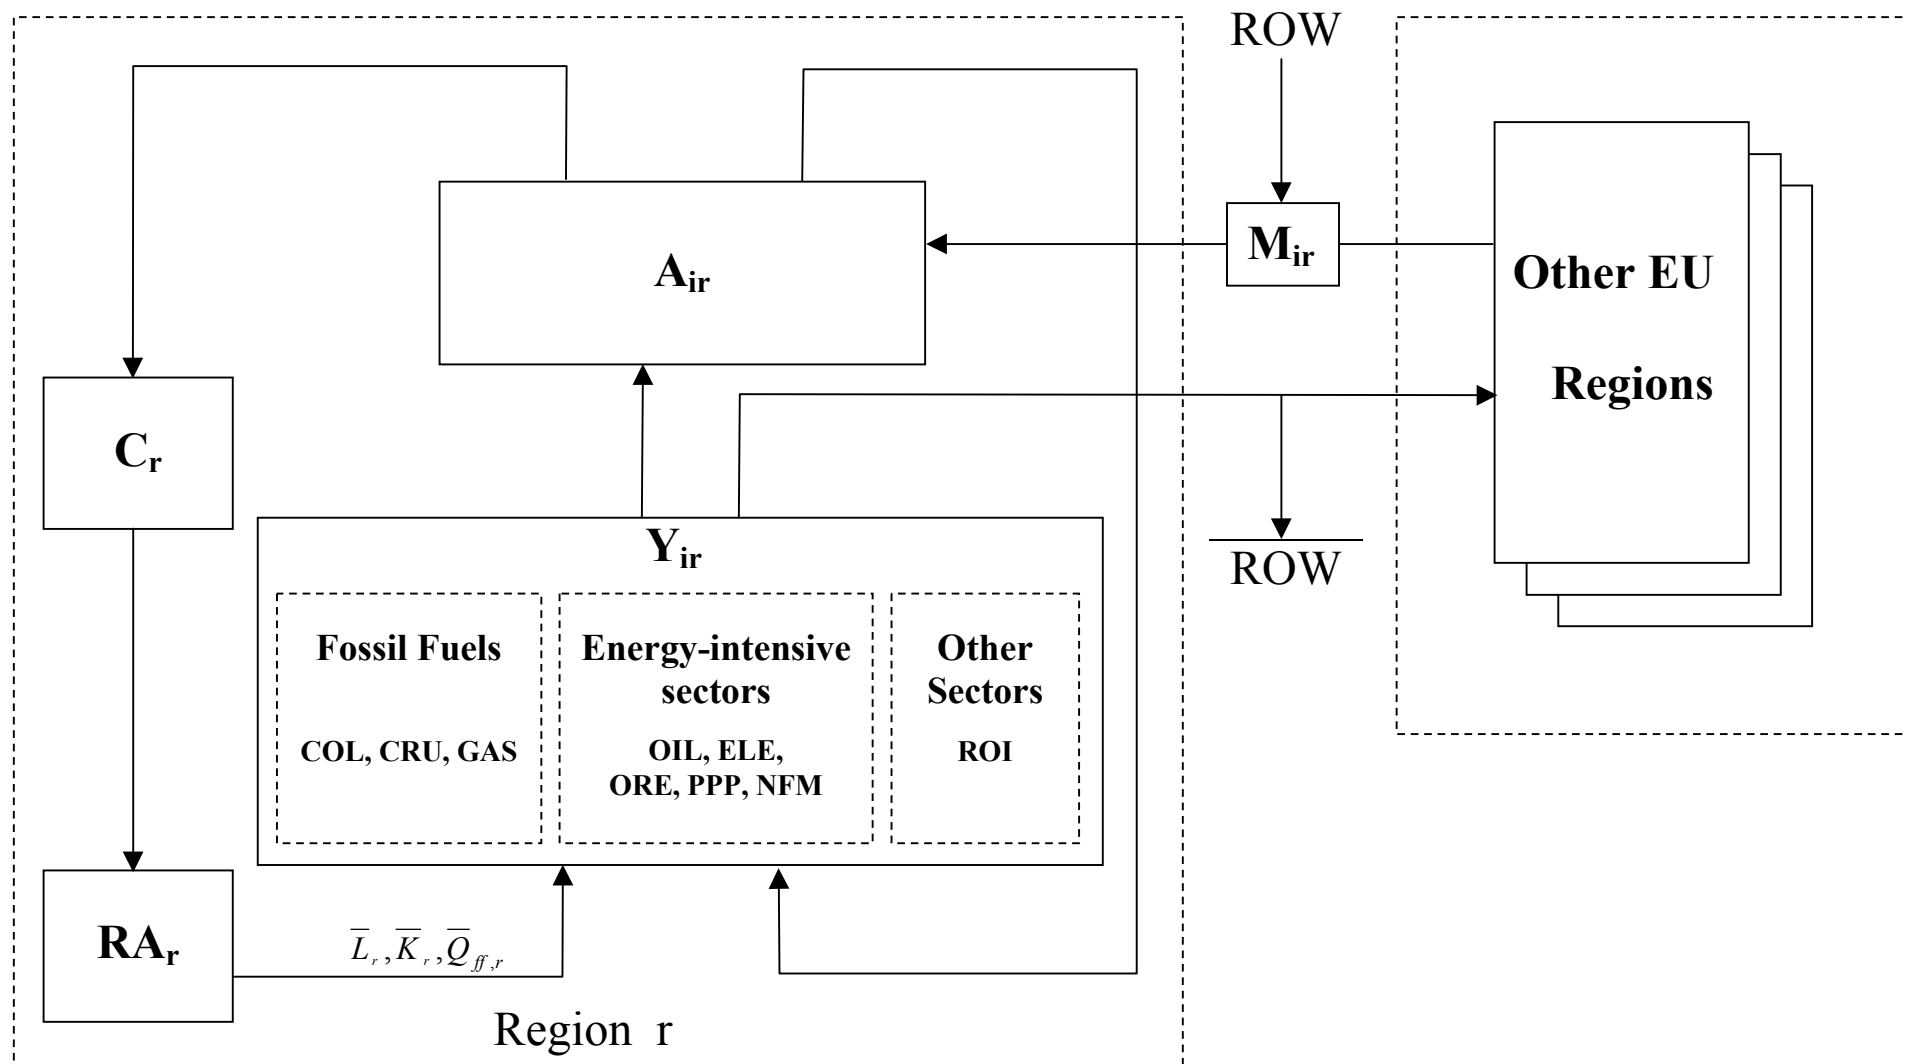 ROW
M_ir
A_ir
Other EU
Regions
C_r
ROW
Y_ir
Fossil Fuels
COL, CRU, GAS
Energy-intensive
sectors
OIL, ELE,
ORE, PPP, NFM
Other
Sectors
ROI
RA_r
L̅_r, K̅_r, Q̅_ff,r
Region r